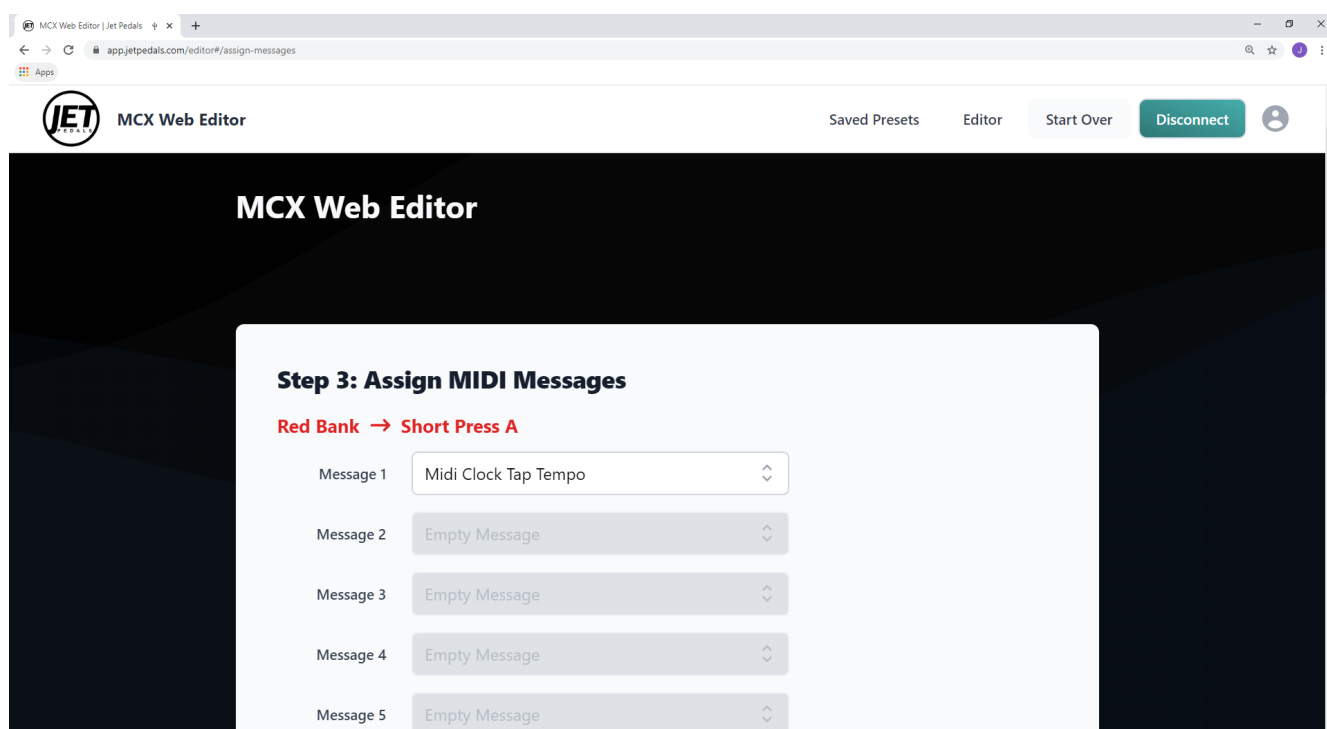 MCX Web Editor | Jet Pedals
app.jetpedals.com/editor#/assign-messages
J
Apps
JET
PEDALS
MCX Web Editor
Saved Presets
Editor
Start Over
Disconnect
MCX Web Editor
Step 3: Assign MIDI Messages
Red Bank → Short Press A
Message 1 Midi Clock Tap Tempo
Message 2 Empty Message
Message 3 Empty Message
Message 4 Empty Message
Message 5 Empty Message